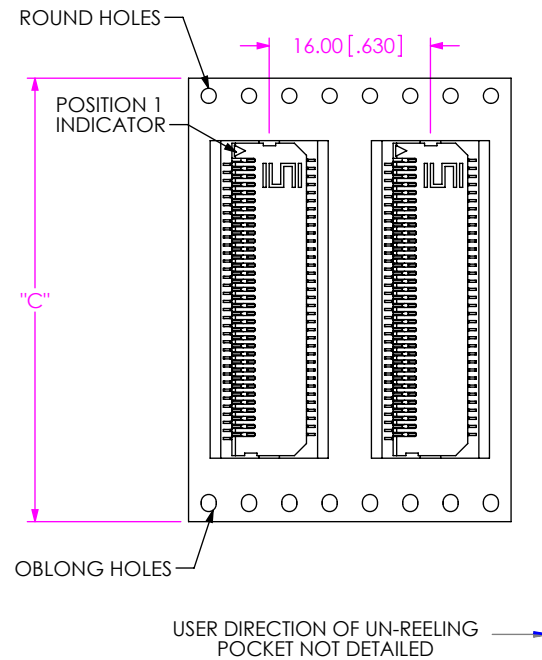 ROUND HOLES
16.00 [.630]
POSITION 1
INDICATOR
"C"
OBLONG HOLES
USER DIRECTION OF UN-REELING
POCKET NOT DETAILED